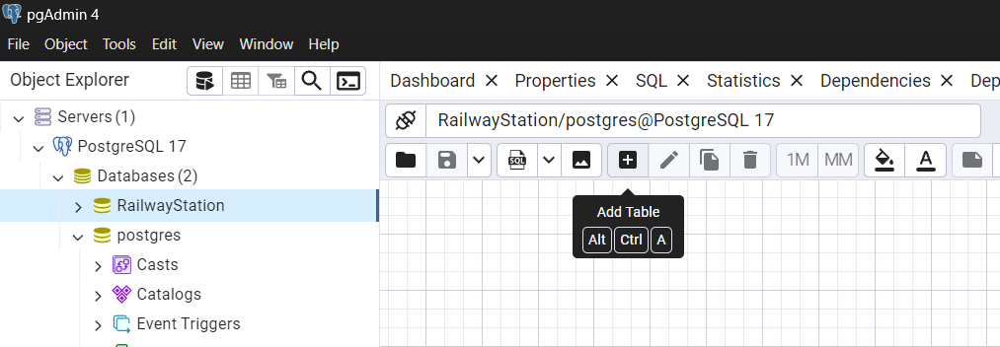 pgAdmin 4
File Object Tools Edit View Window Help
Object Explorer
Dashboard Properties SQL Statistics Dependencies Dep
Servers (1)
RailwayStation/postgres@PostgreSQL 17
PostgreSQL 17
SQL 1M MM A
Databases (2)
RailwayStation
Add Table
postgres
Alt Ctrl A
Casts
Catalogs
Event Triggers